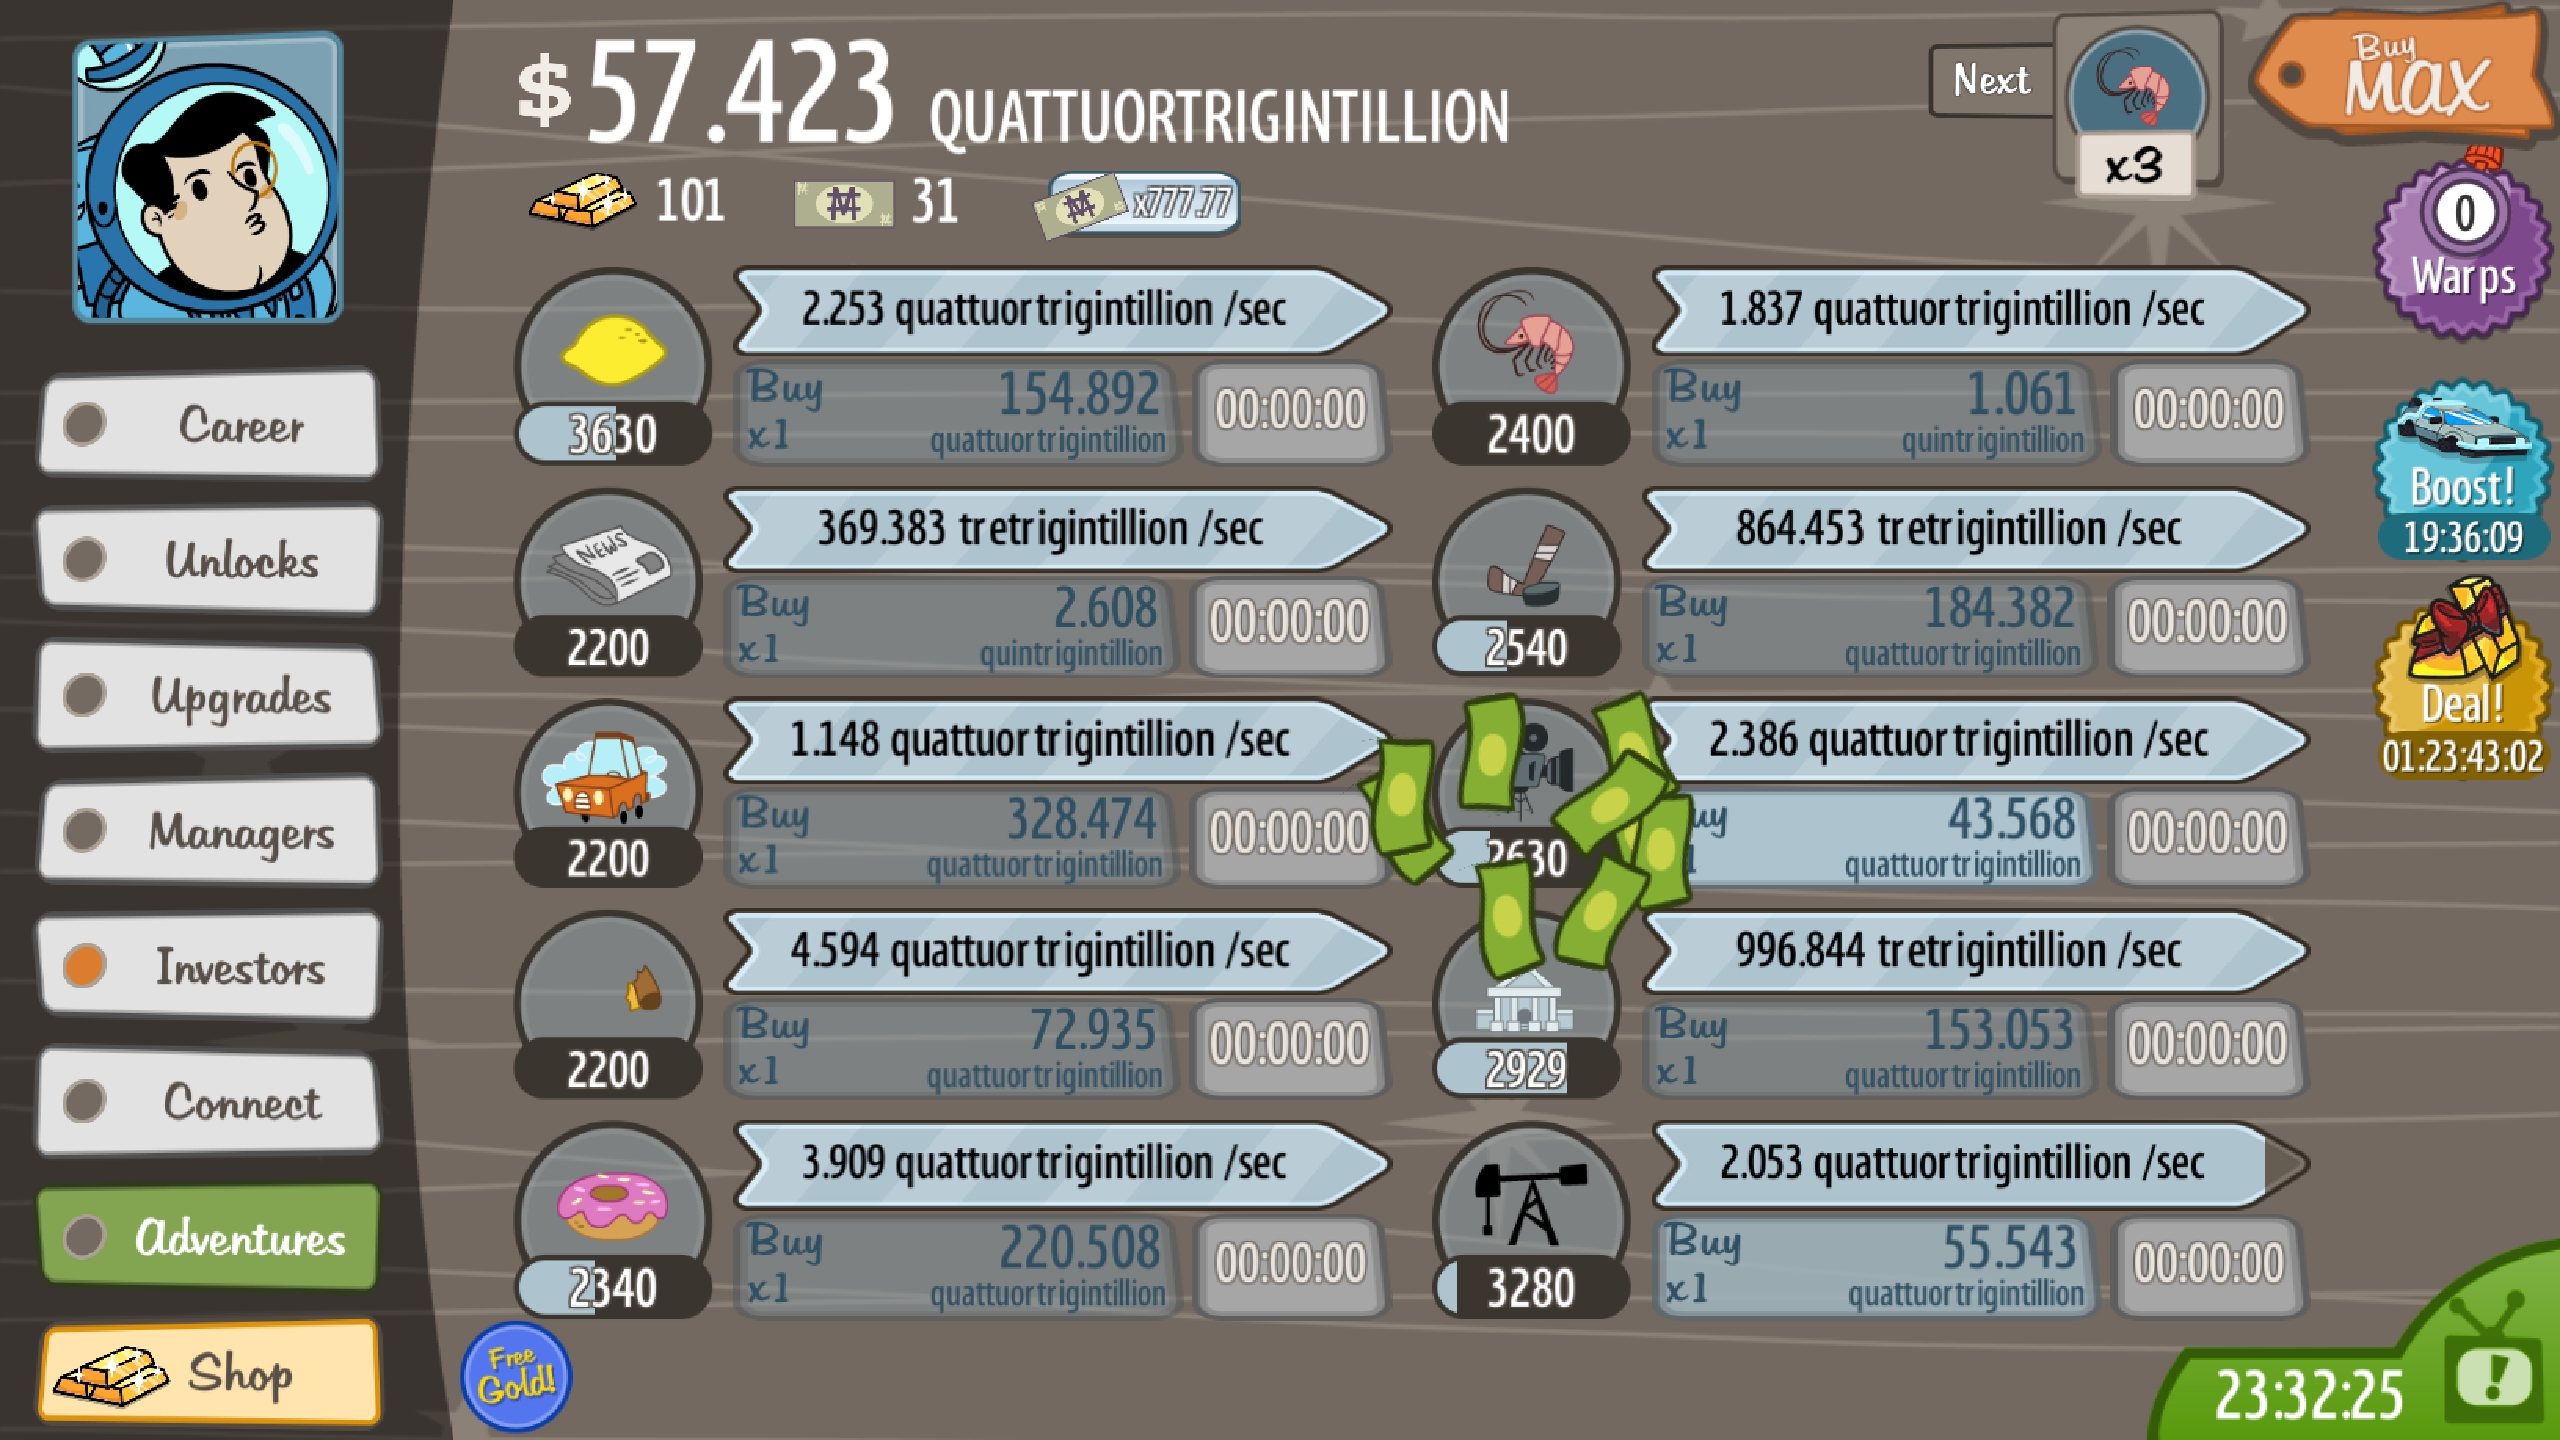 $57.423 QUATTUORTRIGINTILLION
Next
x3
Buy
MAX
101
31
x777.77
0
Warps
Boost!
19:36:09
Deal!
01:23:43:02
Career
Unlocks
Upgrades
Managers
Investors
Connect
Adventures
Shop
3630
2.253 quattuortrigintillion /sec
Buy
x1
154.892
quattuortrigintillion
00:00:00
2400
1.837 quattuortrigintillion /sec
Buy
x1
1.061
quintrigintillion
00:00:00
NEWS
2200
369.383 tretrigintillion /sec
Buy
x1
2.608
quintrigintillion
00:00:00
2540
864.453 tretrigintillion /sec
Buy
x1
184.382
quattuortrigintillion
00:00:00
2200
1.148 quattuortrigintillion /sec
Buy
x1
328.474
quattuortrigintillion
00:00:00
2630
2.386 quattuortrigintillion /sec
uy
1
43.568
quattuortrigintillion
00:00:00
2200
4.594 quattuortrigintillion /sec
Buy
x1
72.935
quattuortrigintillion
00:00:00
2929
996.844 tretrigintillion /sec
Buy
x1
153.053
quattuortrigintillion
00:00:00
2340
3.909 quattuortrigintillion /sec
Buy
x1
220.508
quattuortrigintillion
00:00:00
3280
2.053 quattuortrigintillion /sec
Buy
x1
55.543
quattuortrigintillion
00:00:00
Free
Gold!
23:32:25
!